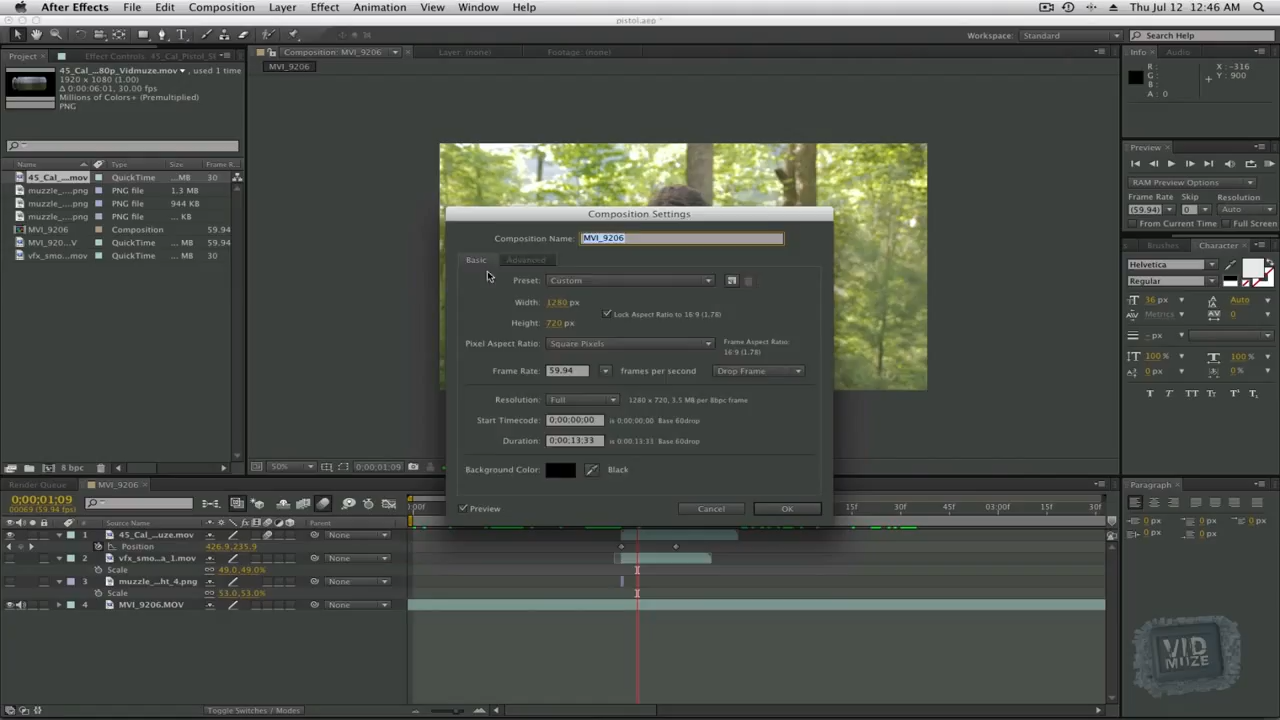 After Effects File Edit Composition Layer Effect Animation View Window Help Thu Jul 12 12:46 AM
pistol.aep *
Workspace: Standard Search Help
Project Effect Controls: 45_Cal_Pistol_S Composition: MVI_9206 Layer: (none) Footage: (none) Info Audio
MVI_9206
45_Cal_...80p_Vidmuze.mov , used 1 time
1920 x 1080 (1.00)
Δ 0:00:06:01, 30.00 fps
Millions of Colors+ (Premultiplied)
PNG
R :
G :
B :
A : 0
X : -316
Y : 900
Name Type Size Frame R...
45_Cal_....mov QuickTime ...MB 30
muzzle_....png PNG file 1.3 MB
muzzle_....png PNG file 944 KB
muzzle_....png PNG file ... KB
MVI_9206 Composition 59.94
MVI_920...V QuickTime ...MB 59.94
vfx_smo....mov QuickTime ...MB 30
8 bpc
Preview
RAM Preview Options
Frame Rate Skip Resolution
(59.94) 0 Auto
From Current Time Full Screen
Brushes Character
Helvetica
Regular
36 px Auto
Metrics 0
- px
100 % 100 %
0 px 0 %
T T TT Tr T' T,
Composition Settings
Composition Name: MVI_9206
Basic Advanced
Preset: Custom
Width: 1280 px
Lock Aspect Ratio to 16:9 (1.78)
Height: 720 px
Pixel Aspect Ratio: Square Pixels Frame Aspect Ratio:
16:9 (1.78)
Frame Rate: 59.94 frames per second Drop Frame
Resolution: Full 1280 x 720, 3.5 MB per 8bpc frame
Start Timecode: 0;00;00;00 is 0;00;00;00 Base 60drop
Duration: 0;00;13;33 is 0;00;13;33 Base 60drop
Background Color: Black
Preview Cancel OK
50% 0;00;01;09
Render Queue MVI_9206
0;00;01;09
00069 (59.94 fps)
:00f 15f 30f 45f 0
# Source Name Parent
1 45_Cal_...uze.mov None
Position 426.9,235.9
2 vfx_smo...a_1.mov None
Scale 49.0,49.0%
3 muzzle_...ht_4.png None
Scale 53.0,53.0%
4 MVI_9206.MOV None
Toggle Switches / Modes
Paragraph
0 px 0 px 0 px
0 px 0 px
VID
MUZE